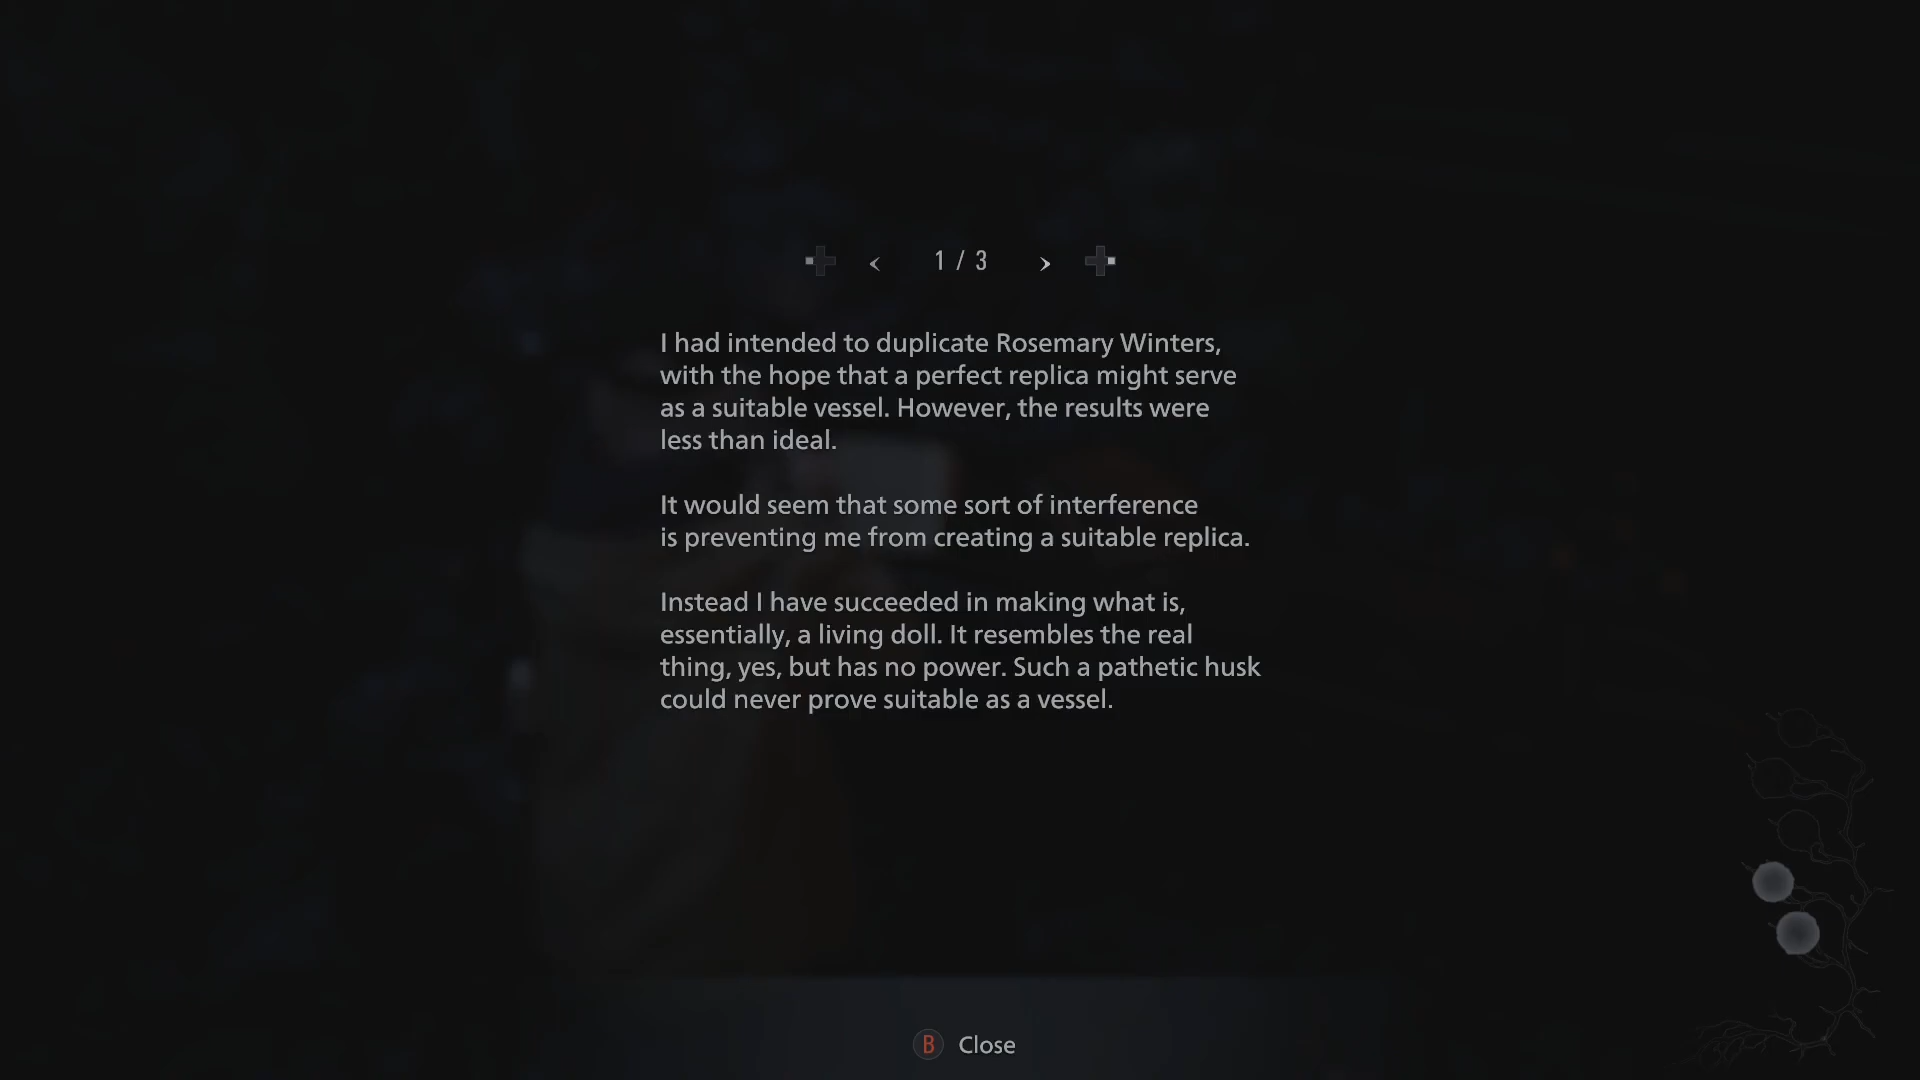 < 1 / 3 >
I had intended to duplicate Rosemary Winters,
with the hope that a perfect replica might serve
as a suitable vessel. However, the results were
less than ideal.
It would seem that some sort of interference
is preventing me from creating a suitable replica.
Instead I have succeeded in making what is,
essentially, a living doll. It resembles the real
thing, yes, but has no power. Such a pathetic husk
could never prove suitable as a vessel.
B Close